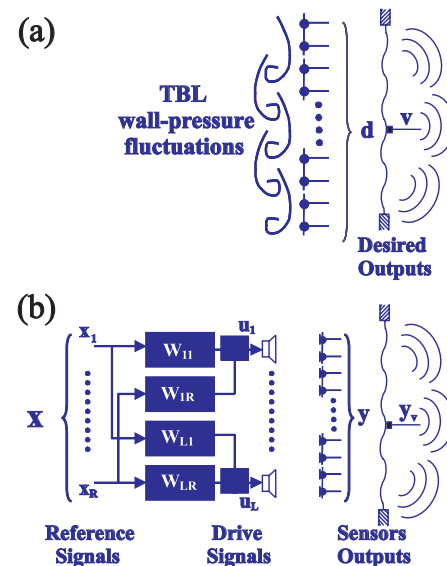 (a)
TBL
wall-pressure
fluctuations
d
v
Desired
Outputs
(b)
x1
u1
W11
W1R
X
y
yv
WL1
WLR
xR
uL
Reference
Signals
Drive
Signals
Sensors
Outputs